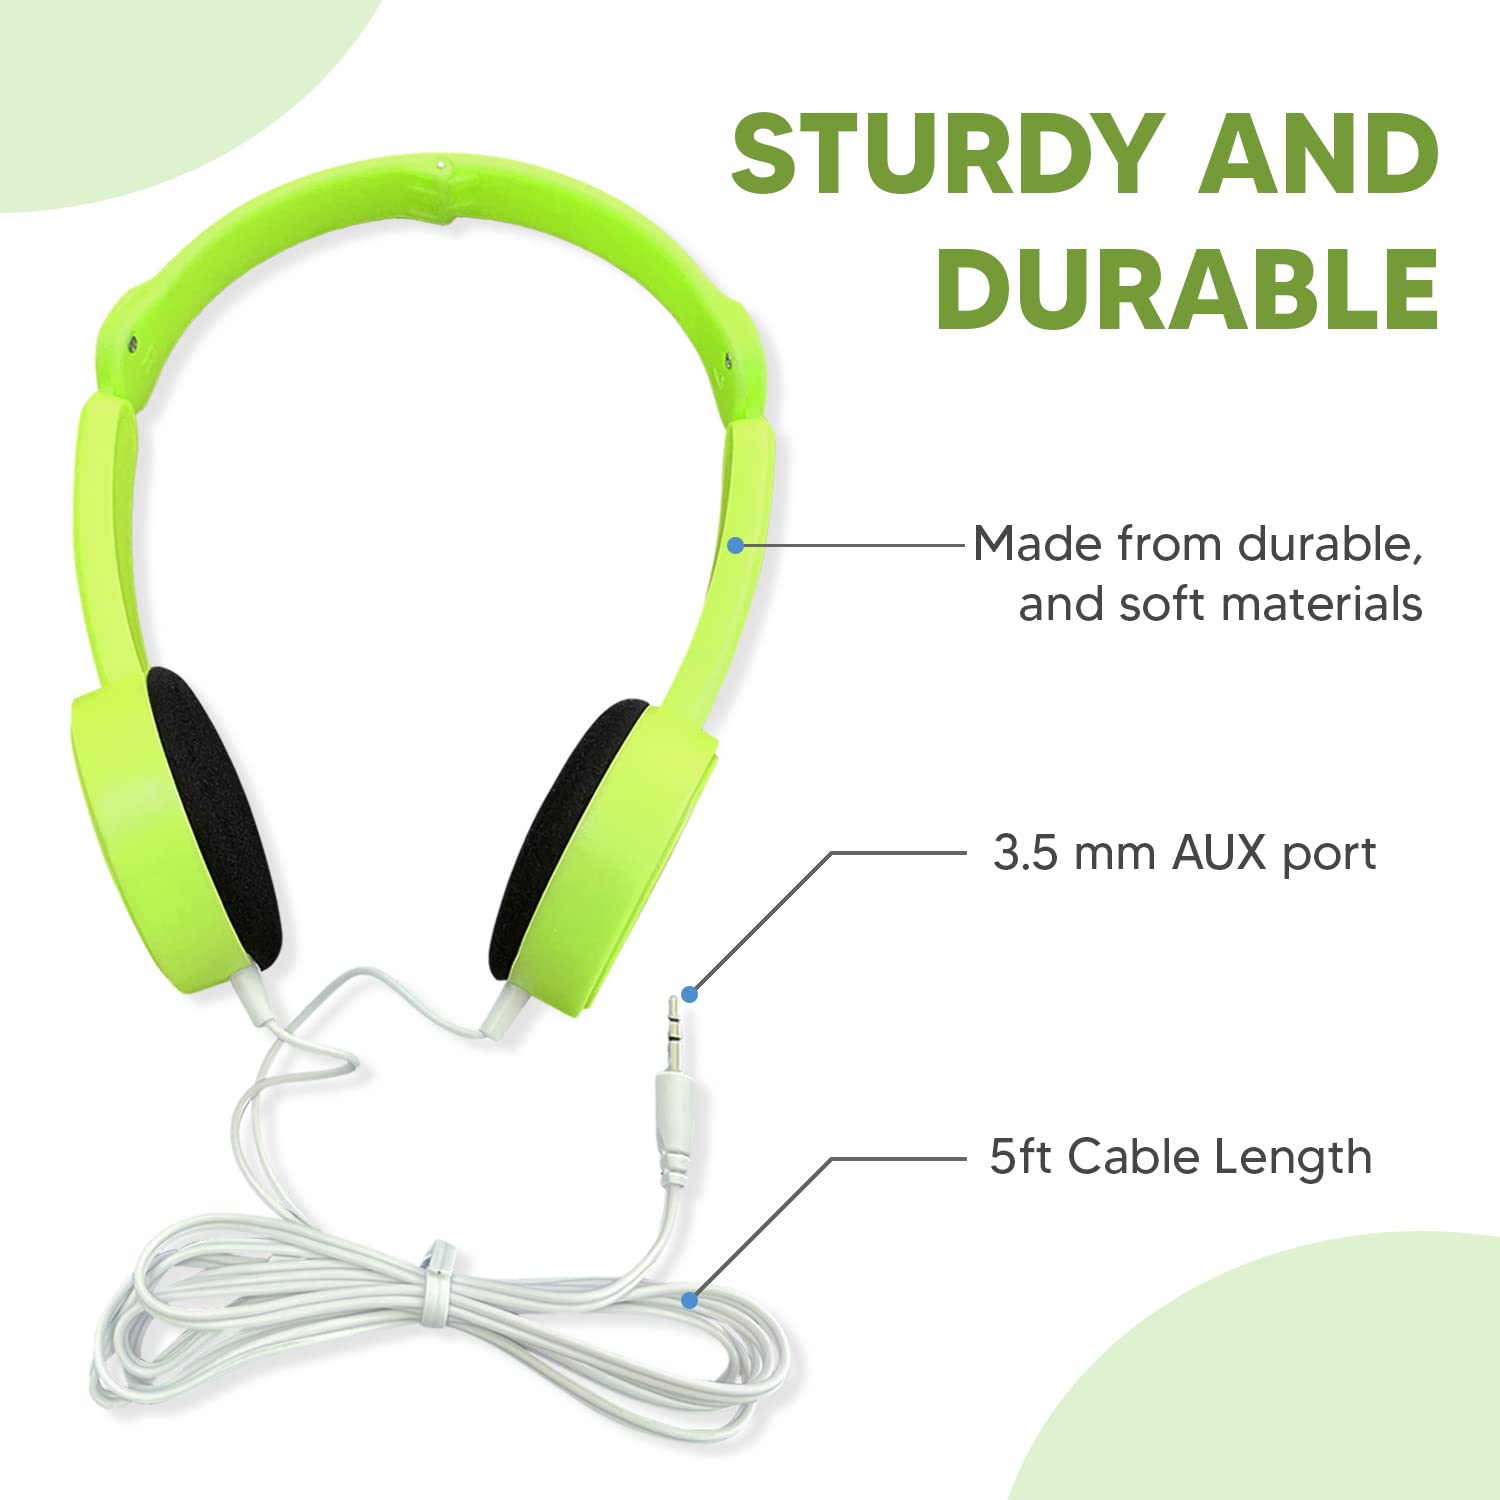 STURDY AND
DURABLE
Made from durable,
and soft materials
3.5 mm AUX port
5ft Cable Length